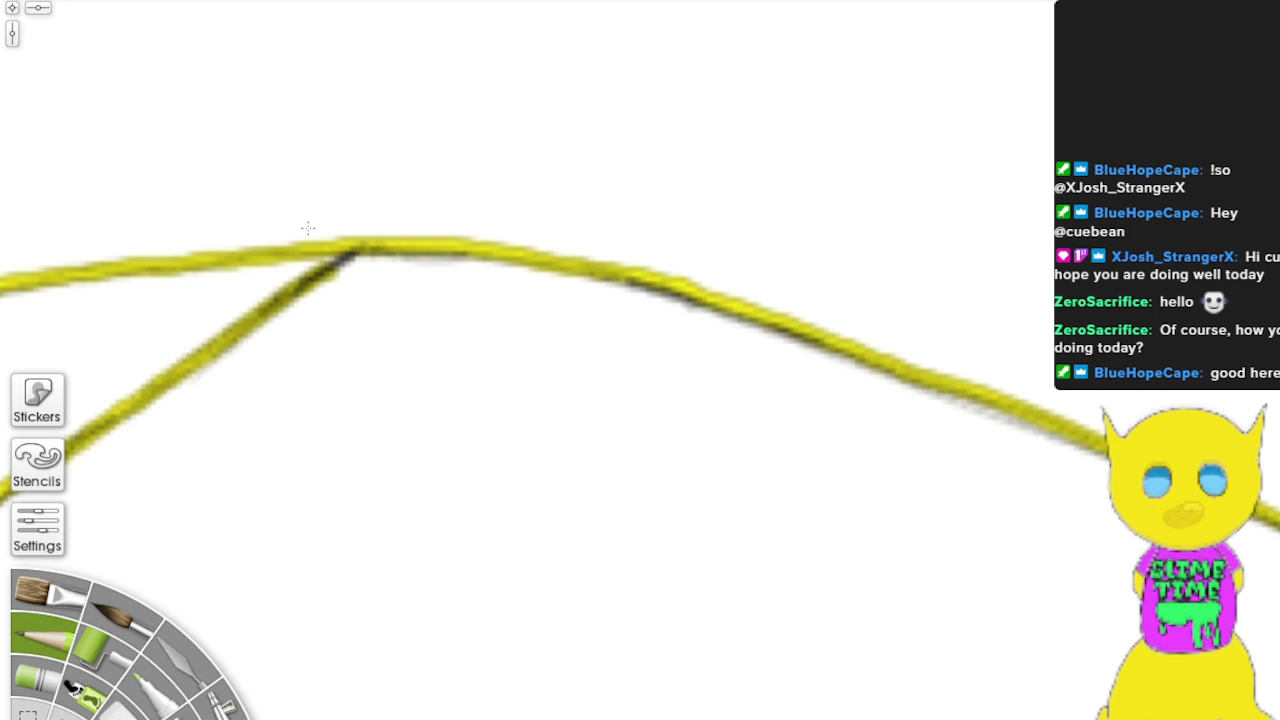 BlueHopeCape: !so
@XJosh_StrangerX
BlueHopeCape: Hey
@cuebean
XJosh_StrangerX: Hi cu
hope you are doing well today
ZeroSacrifice: hello
ZeroSacrifice: Of course, how yo
doing today?
BlueHopeCape: good here
Stickers
Stencils
Settings
SLIME
TIME